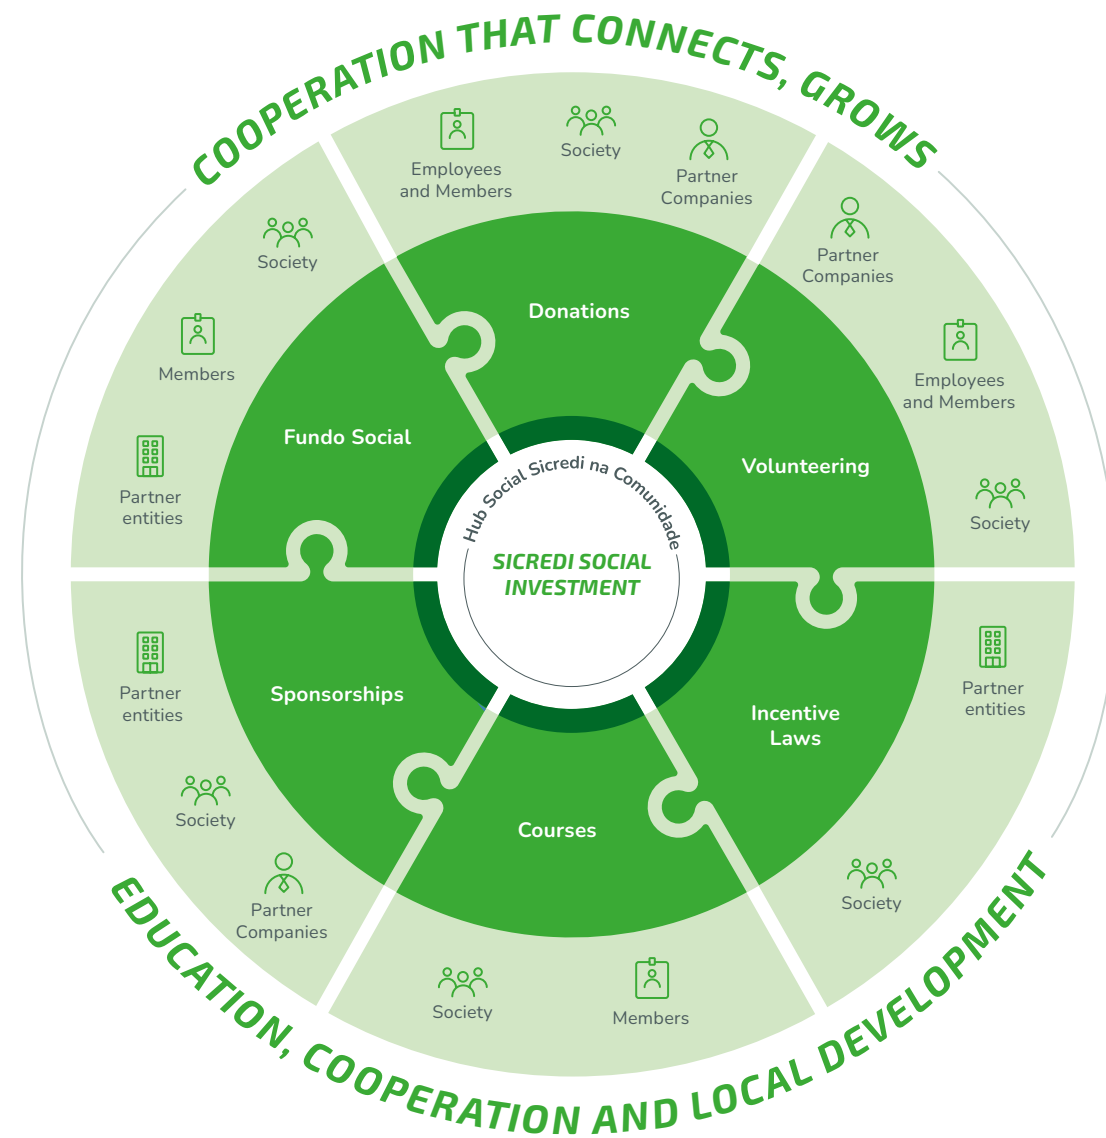 COOPERATION THAT CONNECTS, GROWS
Employees
and Members
Society
Partner
Companies
Donations
Partner
Companies
Employees
and Members
Society
Volunteering
Partner
entities
Society
Incentive
Laws
Members
Society
Courses
Partner
Companies
Society
Partner
entities
Sponsorships
Partner
entities
Members
Society
Fundo Social
Hub Social Sicredi na Comunidade
SICREDI SOCIAL
INVESTMENT
EDUCATION, COOPERATION AND LOCAL DEVELOPMENT